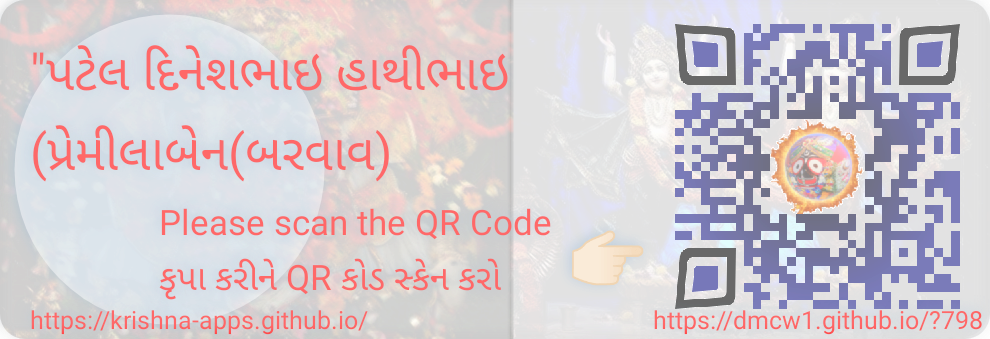 "પટેલ દિનેશભાઇ હાથીભાઇ
(પ્રેમીલાબેન(બરવાવ)
Please scan the QR Code
કૃપા કરીને QR કોડ સ્કેન કરો
https://krishna-apps.github.io/
https://dmcw1.github.io/?798